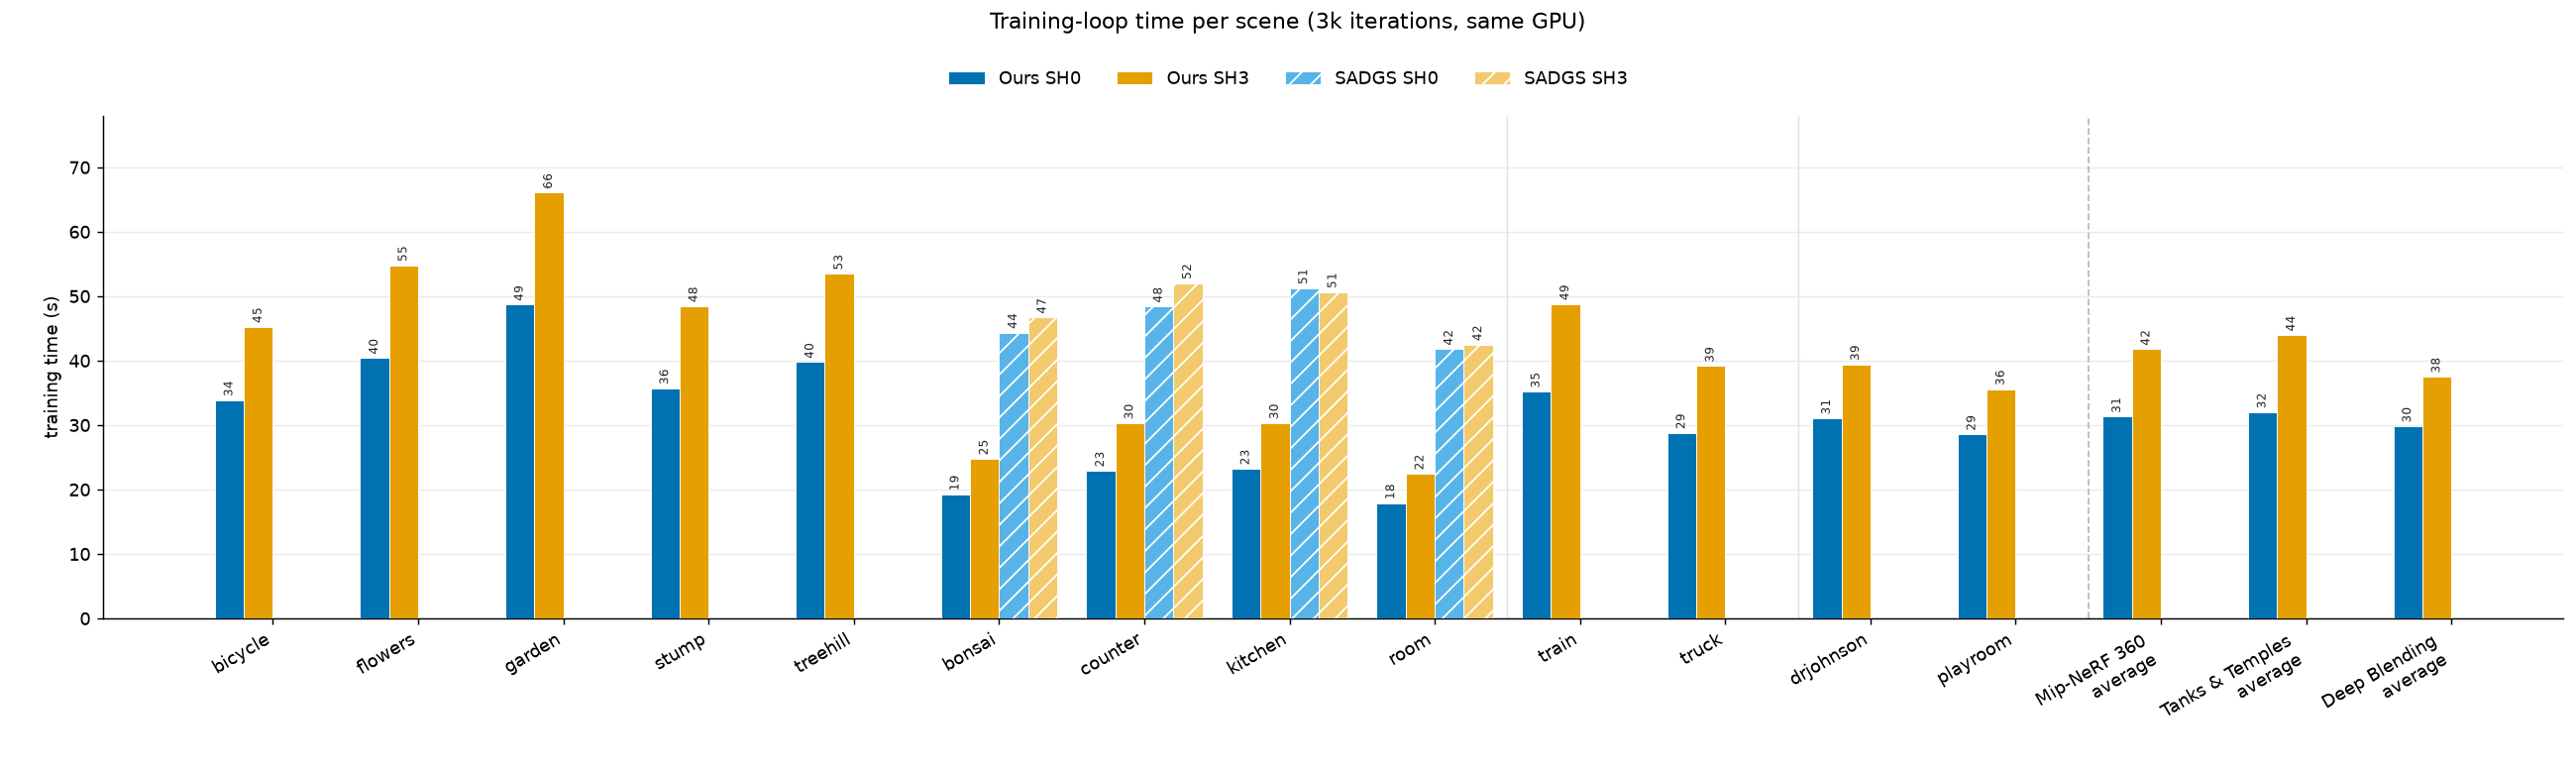 Training-loop time per scene (3k iterations, same GPU)
Ours SH0 Ours SH3 SADGS SH0 SADGS SH3
training time (s)
70
60
50
40
30
20
10
0
34 45
40 55
49 66
36 48
40 53
19 25 44 47
23 30 48 52
23 30 51 51
18 22 42 42
35 49
29 39
31 39
29 36
31 42
32 44
30 38
bicycle
flowers
garden
stump
treehill
bonsai
counter
kitchen
room
train
truck
drjohnson
playroom
Mip-NeRF 360
average
Tanks & Temples
average
Deep Blending
average